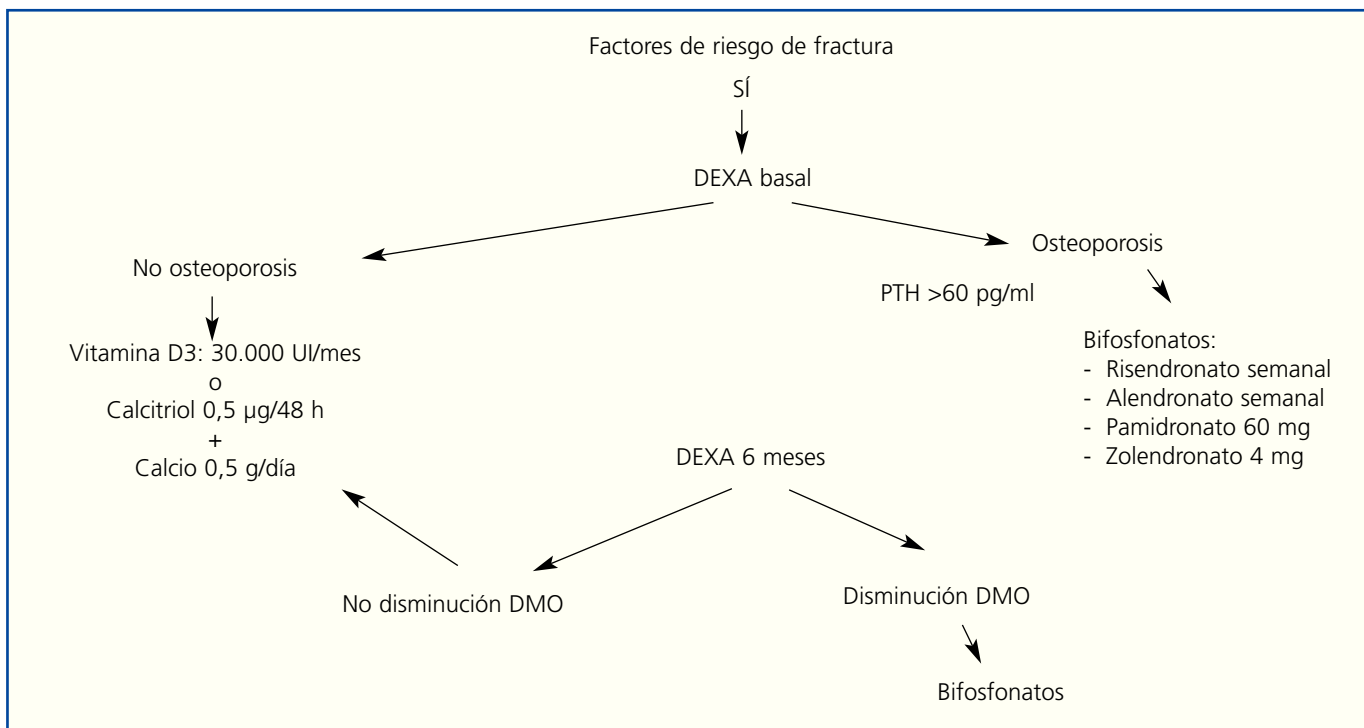 Factores de riesgo de fractura
SÍ
DEXA basal
No osteoporosis
Osteoporosis
PTH >60 pg/ml
Vitamina D3: 30.000 UI/mes
o
Calcitriol 0,5 µg/48 h
+
Calcio 0,5 g/día
Bifosfonatos:
- Risendronato semanal
- Alendronato semanal
- Pamidronato 60 mg
- Zolendronato 4 mg
DEXA 6 meses
No disminución DMO
Disminución DMO
Bifosfonatos